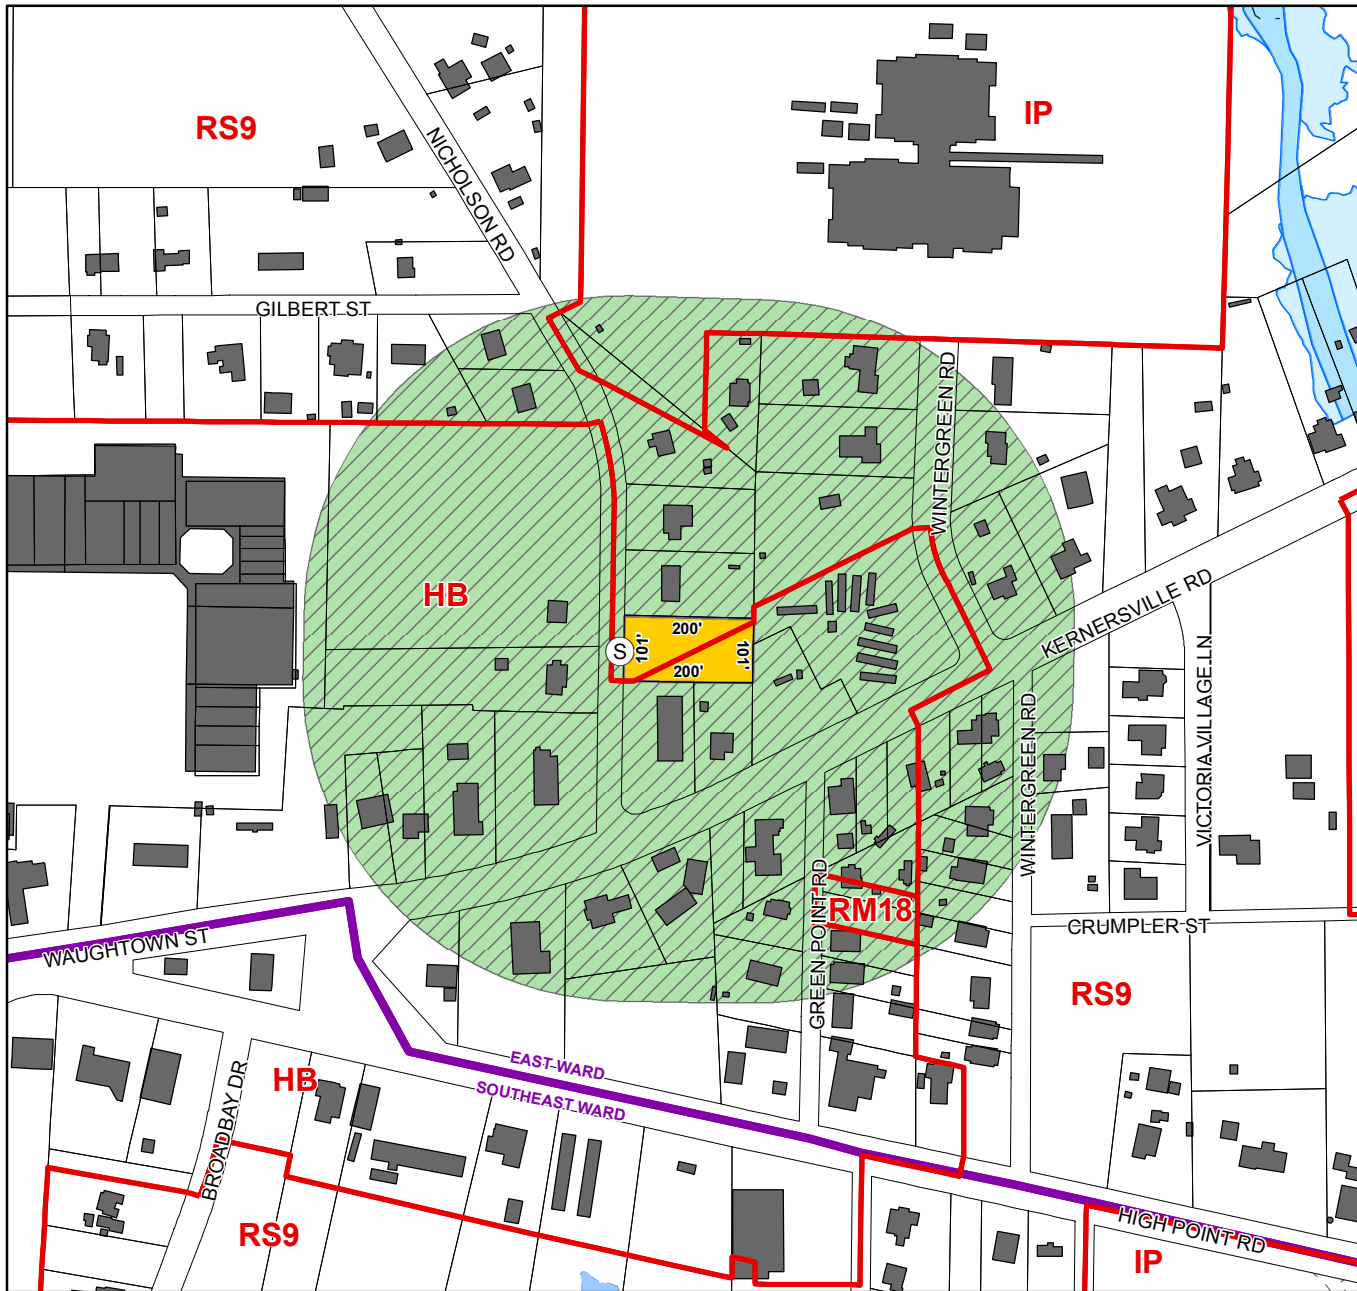 RS9
IP
NICHOLSON RD
GILBERT ST
WINTERGREEN RD
HB
KERNERSVILLE RD
200'
101'
S
101'
200'
VICTORIA VILLAGE LN
WINTERGREEN RD
GREEN POINT RD
RM18
CRUMPLER ST
WAUGHTOWN ST
RS9
EAST WARD
SOUTHEAST WARD
HB
BROADBAY DR
RS9
HIGH POINT RD
IP